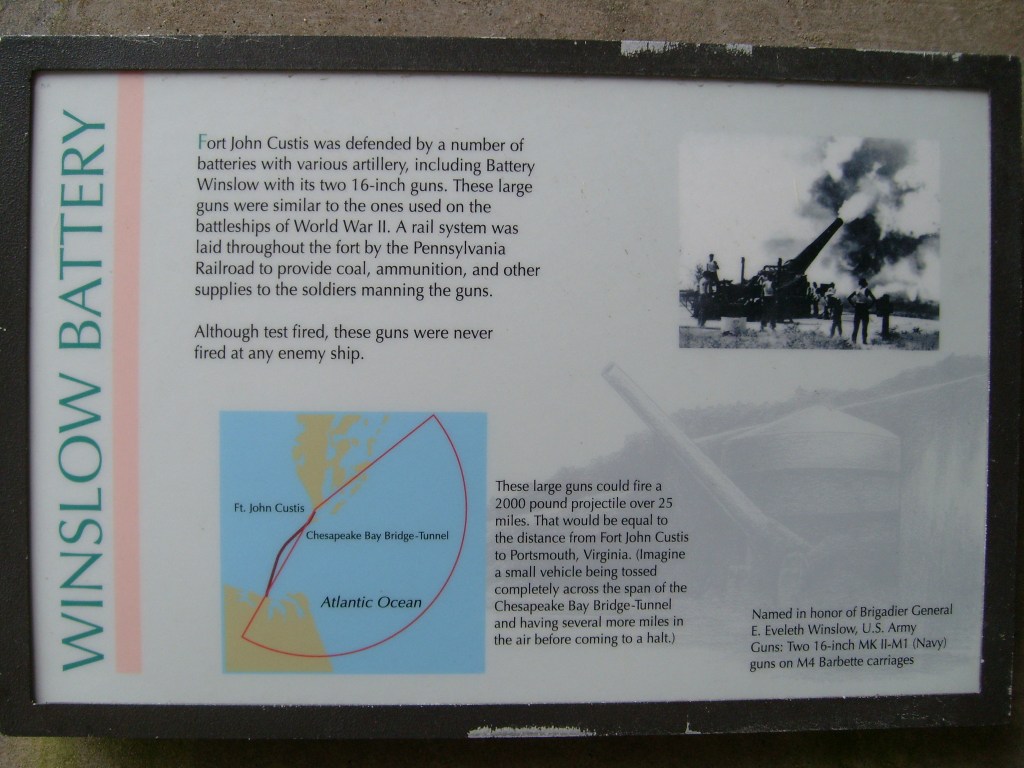 WINSLOW BATTERY
Fort John Custis was defended by a number of
batteries with various artillery, including Battery
Winslow with its two 16-inch guns. These large
guns were similar to the ones used on the
battleships of World War II. A rail system was
laid throughout the fort by the Pennsylvania
Railroad to provide coal, ammunition, and other
supplies to the soldiers manning the guns.
Although test fired, these guns were never
fired at any enemy ship.
Ft. John Custis
Chesapeake Bay Bridge-Tunnel
Atlantic Ocean
These large guns could fire a
2000 pound projectile over 25
miles. That would be equal to
the distance from Fort John Custis
to Portsmouth, Virginia. (Imagine
a small vehicle being tossed
completely across the span of the
Chesapeake Bay Bridge-Tunnel
and having several more miles in
the air before coming to a halt.)
Named in honor of Brigadier General
E. Eveleth Winslow, U.S. Army
Guns: Two 16-inch MK II-M1 (Navy)
guns on M4 Barbette carriages